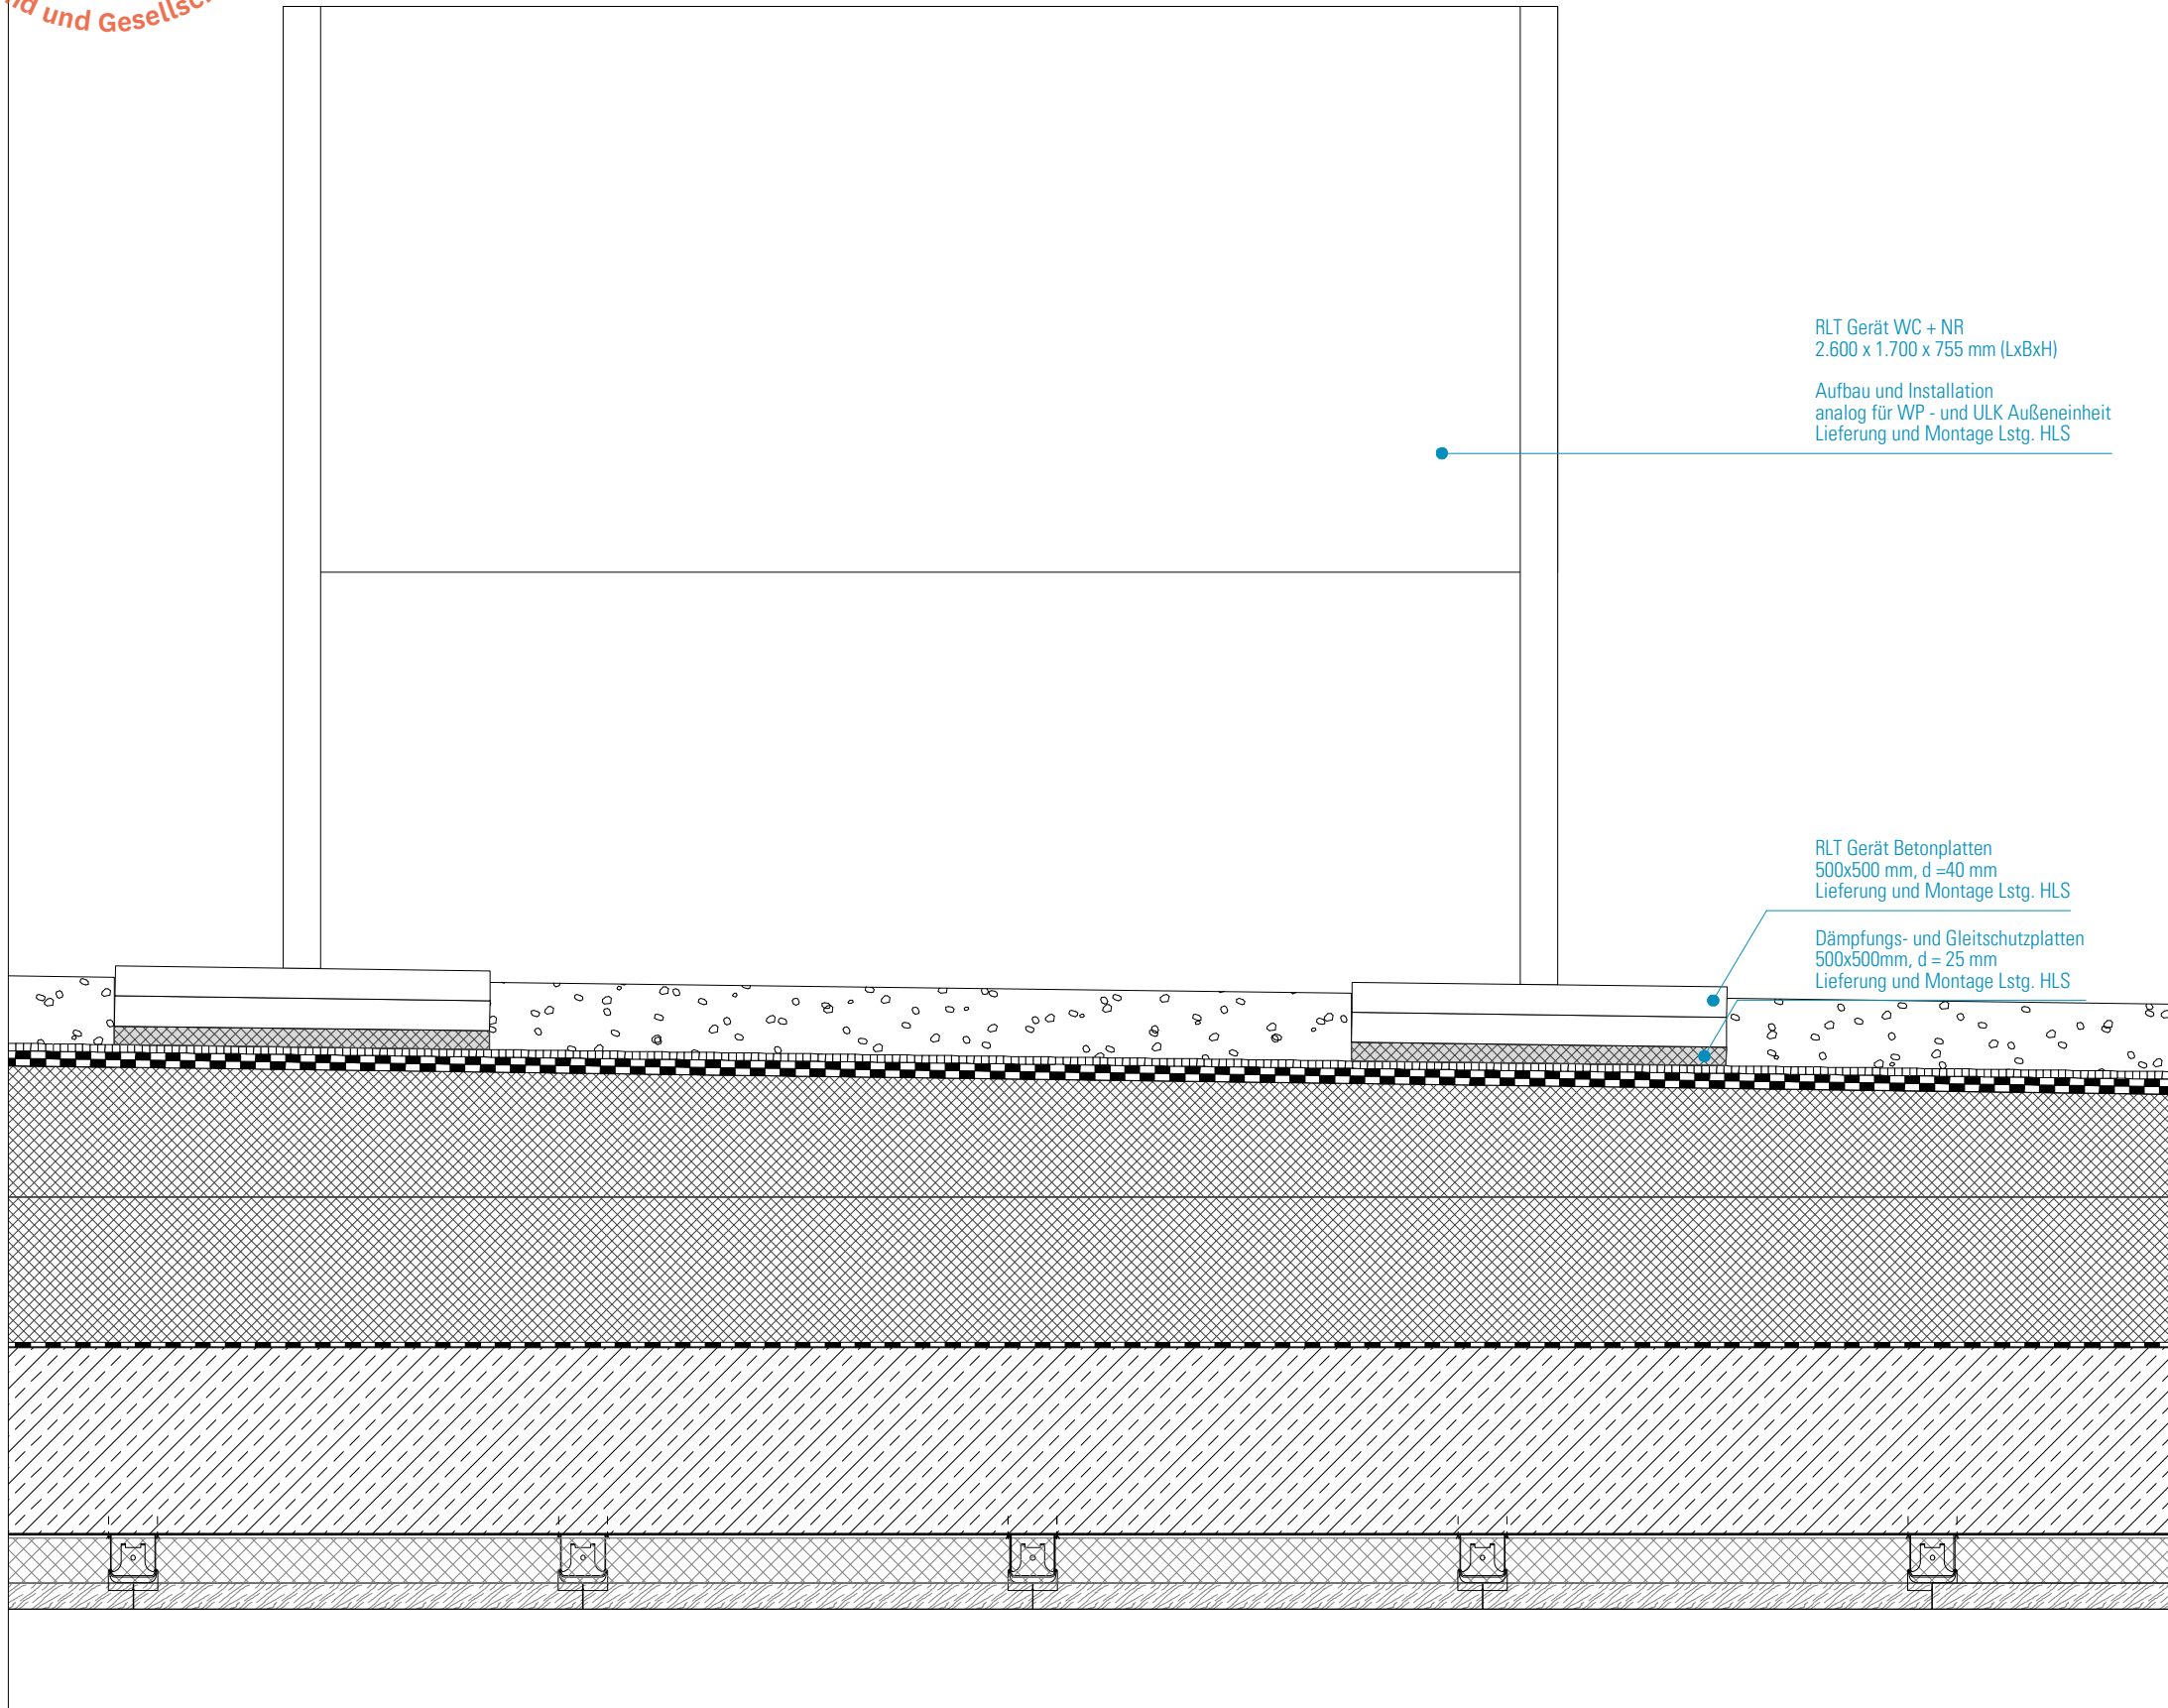 und Gesellsc
RLT Gerät WC + NR
2.600 x 1.700 x 755 mm (LxBxH)
Aufbau und Installation
analog für WP - und ULK Außeneinheit
Lieferung und Montage Lstg. HLS
RLT Gerät Betonplatten
500x500 mm, d =40 mm
Lieferung und Montage Lstg. HLS
Dämpfungs- und Gleitschutzplatten
500x500mm, d = 25 mm
Lieferung und Montage Lstg. HLS